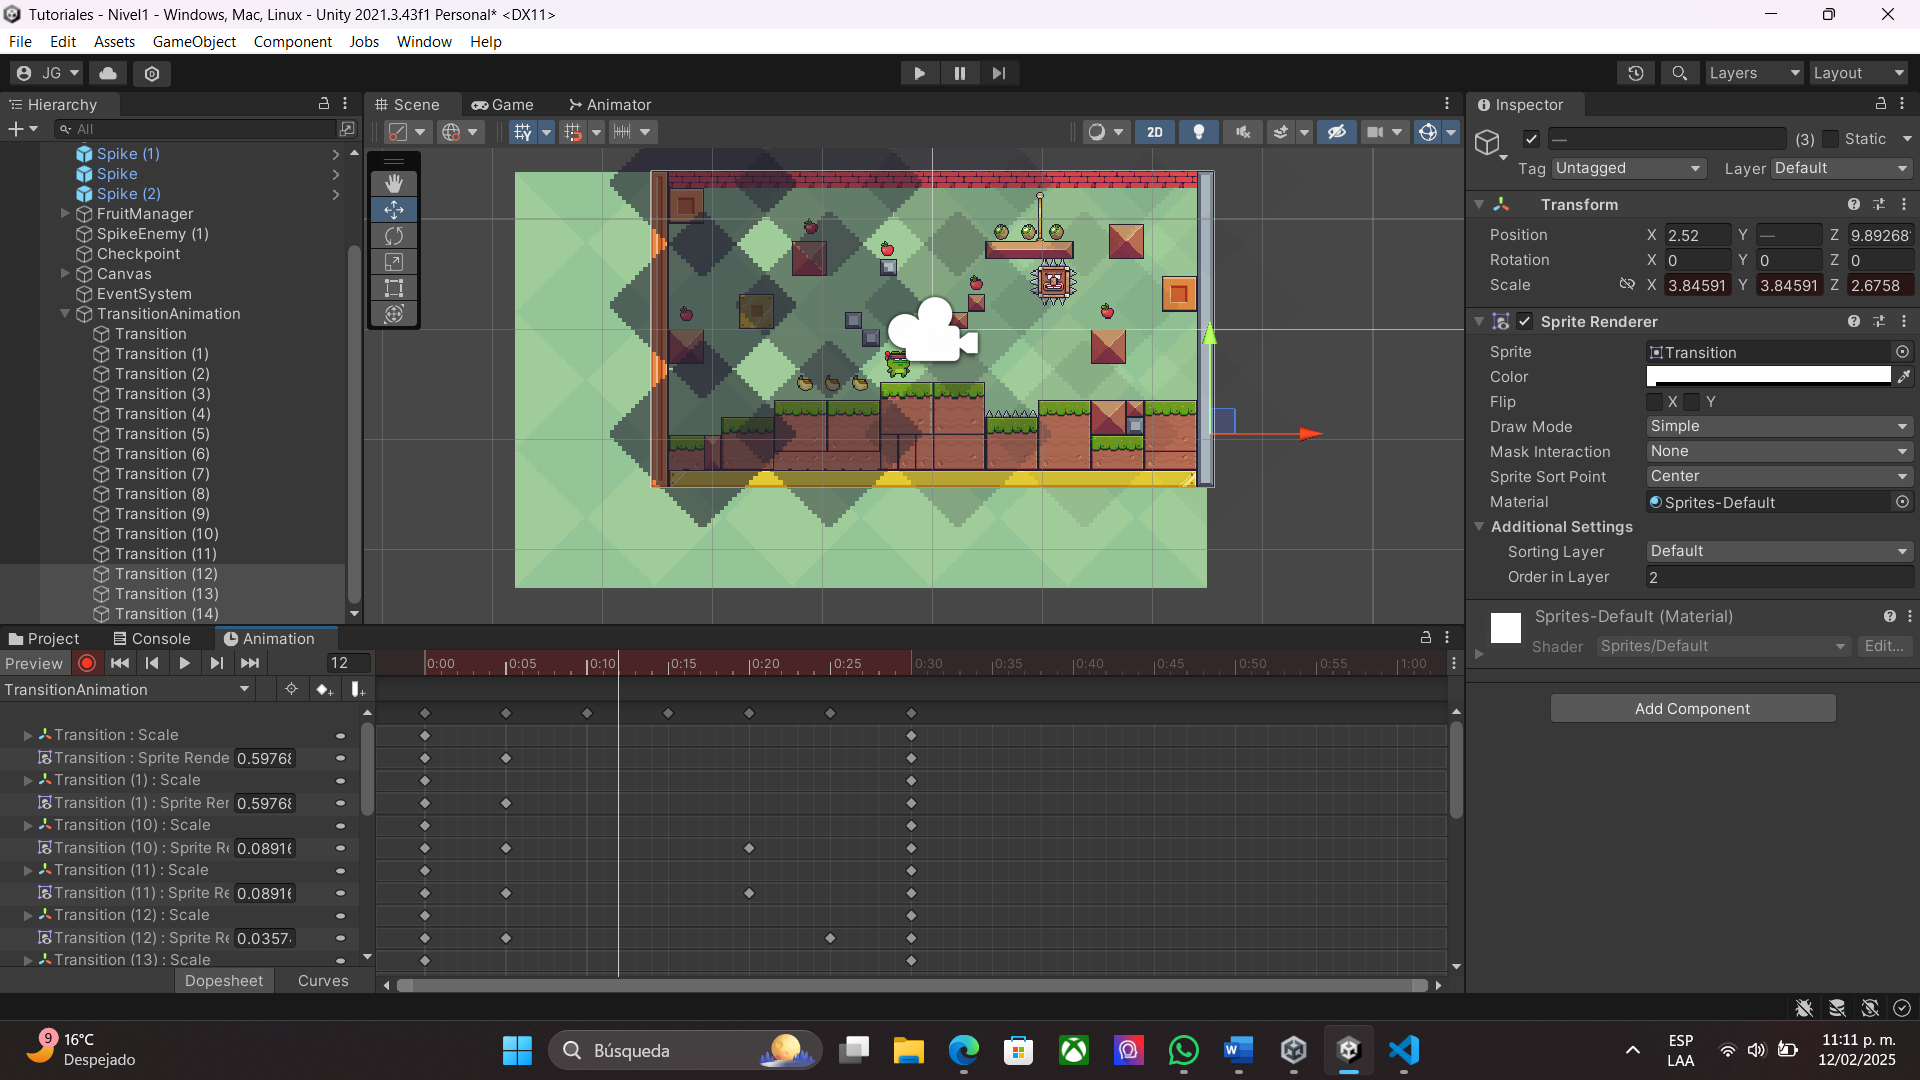 Tutoriales - Nivel1 - Windows, Mac, Linux - Unity 2021.3.43f1 Personal* <DX11>
File Edit Assets GameObject Component Jobs Window Help
JG Layers Layout
Hierarchy
All
Spike (1)
Spike
Spike (2)
FruitManager
SpikeEnemy (1)
Checkpoint
Canvas
EventSystem
TransitionAnimation
Transition
Transition (1)
Transition (2)
Transition (3)
Transition (4)
Transition (5)
Transition (6)
Transition (7)
Transition (8)
Transition (9)
Transition (10)
Transition (11)
Transition (12)
Transition (13)
Transition (14)
Scene Game Animator
2D
Inspector
— (3) Static
Tag Untagged Layer Default
Transform
Position X 2.52 Y — Z 9.89268
Rotation X 0 Y 0 Z 0
Scale X 3.84591 Y 3.84591 Z 2.6758
Sprite Renderer
Sprite Transition
Color
Flip X Y
Draw Mode Simple
Mask Interaction None
Sprite Sort Point Center
Material Sprites-Default
Additional Settings
Sorting Layer Default
Order in Layer 2
Sprites-Default (Material)
Shader Sprites/Default Edit...
Add Component
Project Console Animation
Preview 12 0:00 0:05 0:10 0:15 0:20 0:25 0:30 0:35 0:40 0:45 0:50 0:55 1:00
TransitionAnimation
Transition : Scale
Transition : Sprite Rende 0.5976
Transition (1) : Scale
Transition (1) : Sprite Rer 0.5976
Transition (10) : Scale
Transition (10) : Sprite Re 0.0891
Transition (11) : Scale
Transition (11) : Sprite Re 0.0891
Transition (12) : Scale
Transition (12) : Sprite Re 0.0357
Transition (13) : Scale
Dopesheet Curves
9
16°C
Despejado
Búsqueda
ESP
LAA
11:11 p. m.
12/02/2025